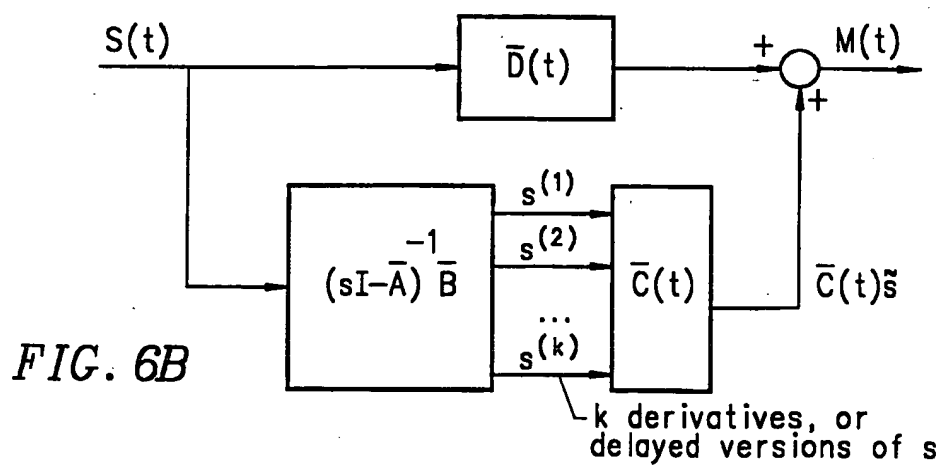 S(t)
D̅(t)
+
M(t)
+
s(1)
s(2)
...
s(k)
(sI-A̅)-1 B̅
C̅(t)
C̅(t)s̃
FIG. 6B
k derivatives, or
delayed versions of s